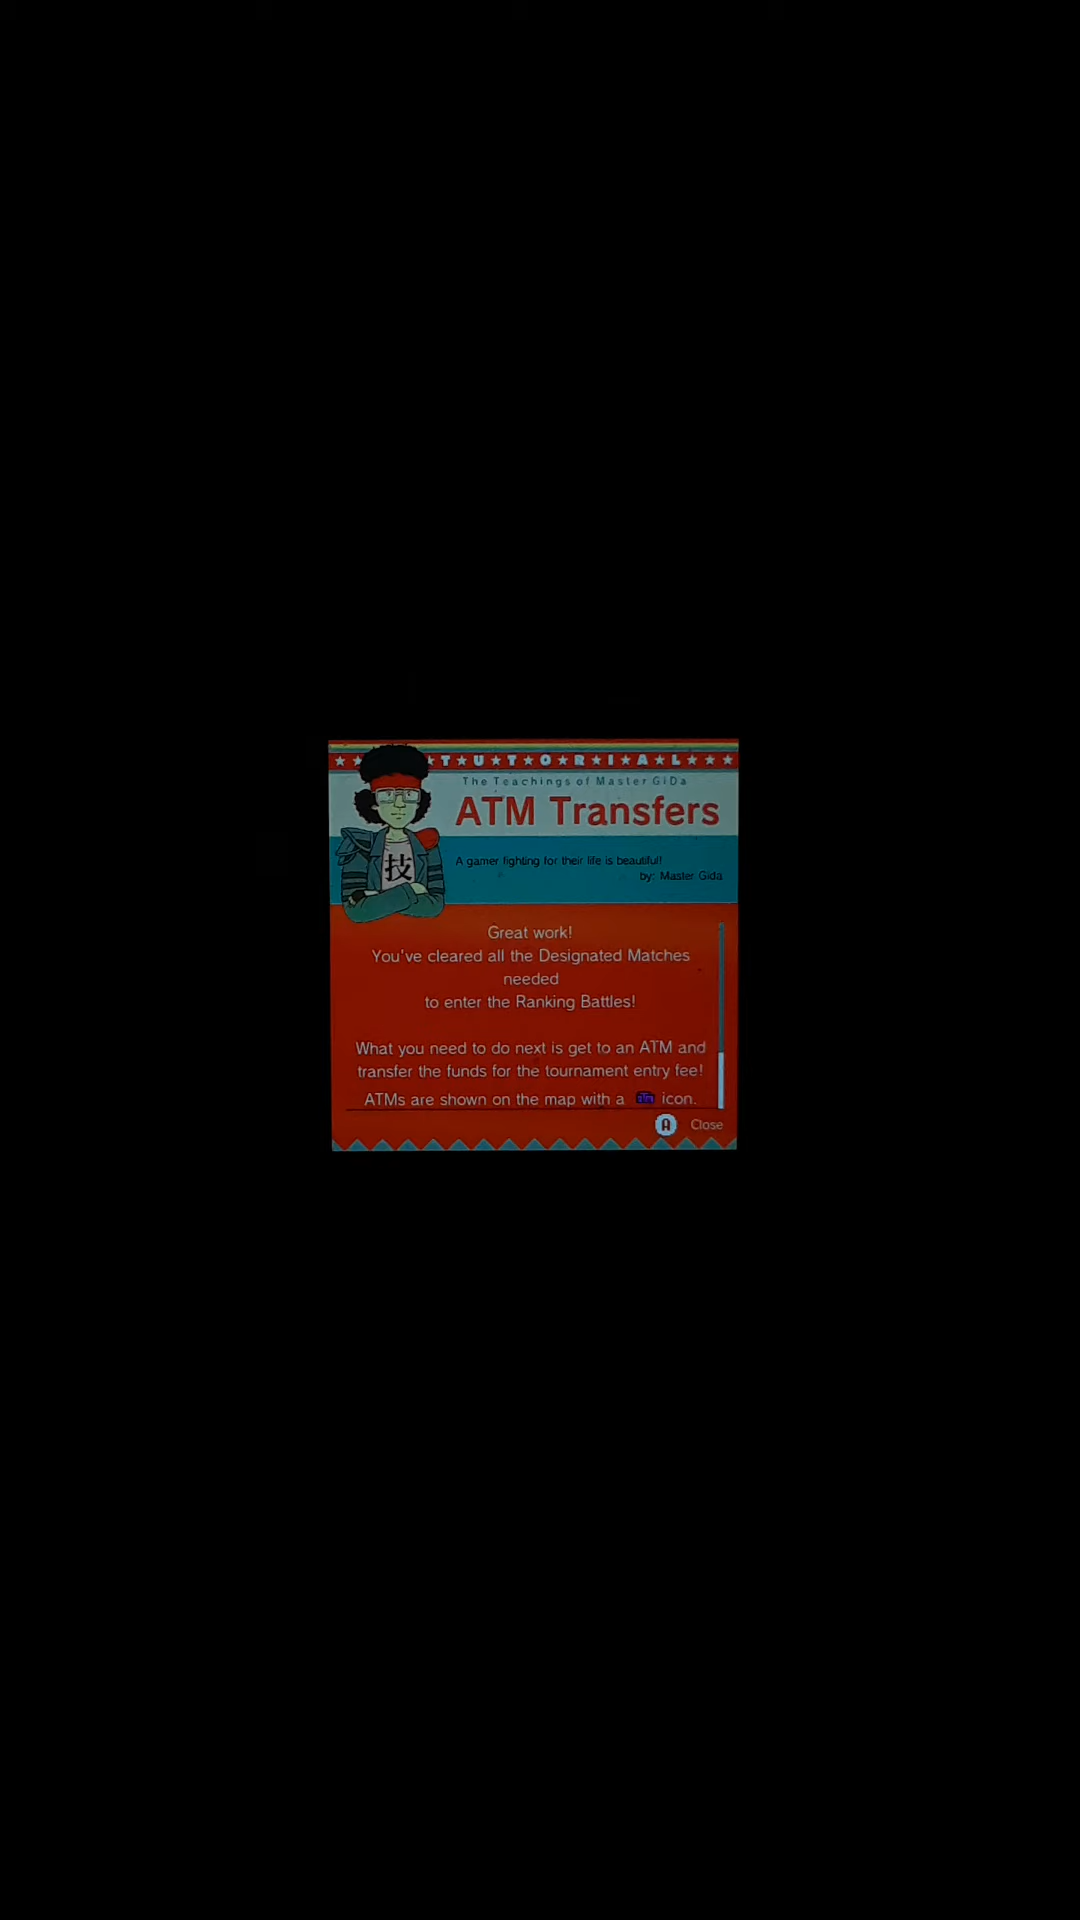 ★★★T★U★T★O★R★I★A★L★★★
The Teachings of Master GiDa
ATM Transfers
A gamer fighting for their life is beautiful!
by: Master Gida
技
Great work!
You've cleared all the Designated Matches
needed
to enter the Ranking Battles!
What you need to do next is get to an ATM and
transfer the funds for the tournament entry fee!
ATMs are shown on the map with a icon.
A Close